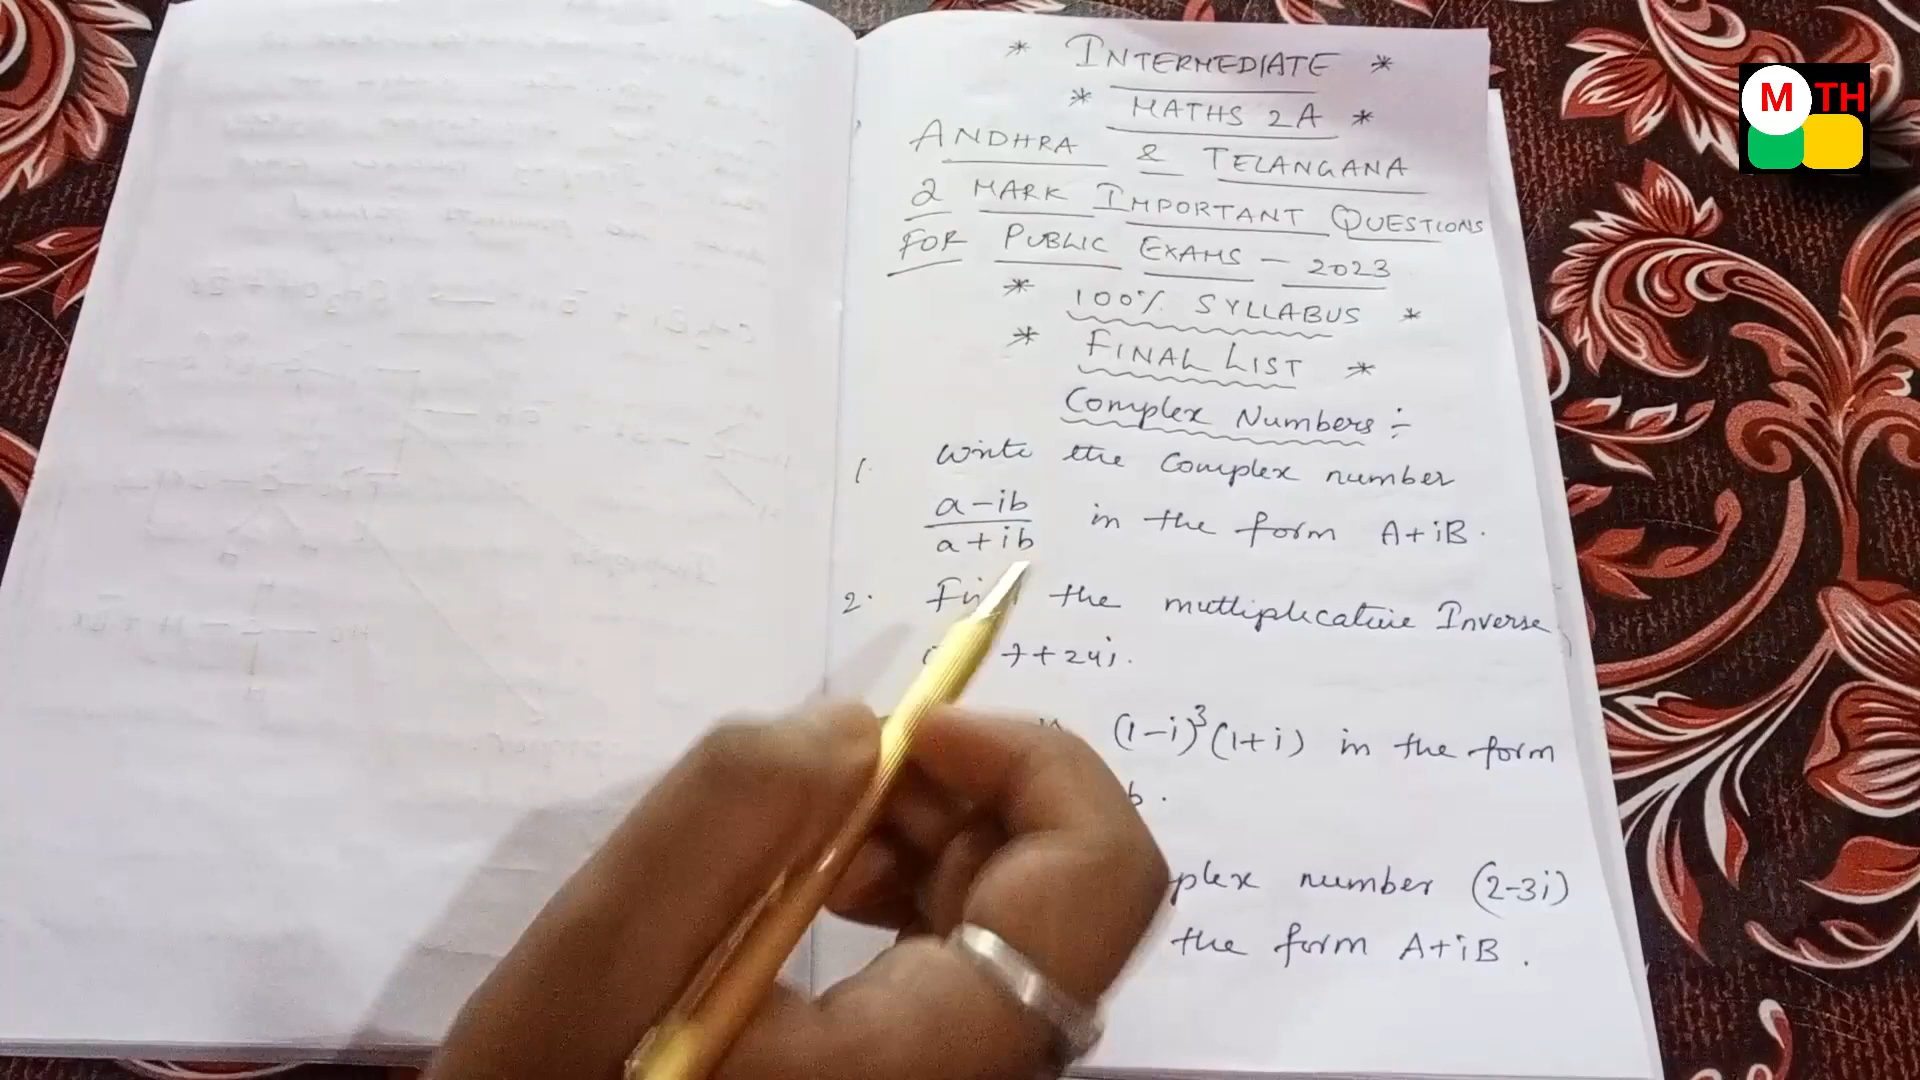 * INTERMEDIATE *
* MATHS 2A *
ANDHRA & TELANGANA
2 MARK IMPORTANT QUESTIONS
FOR PUBLIC EXAMS - 2023
* 100% SYLLABUS *
* FINAL LIST *
Complex Numbers :-
1. Write the Complex number
a-ib / a+ib in the form A+iB.
2. the multiplicative Inverse
7+24i.
(1-i)³(1+i) in the form
b.
plex number (2-3i)
the form A+iB.
M TH